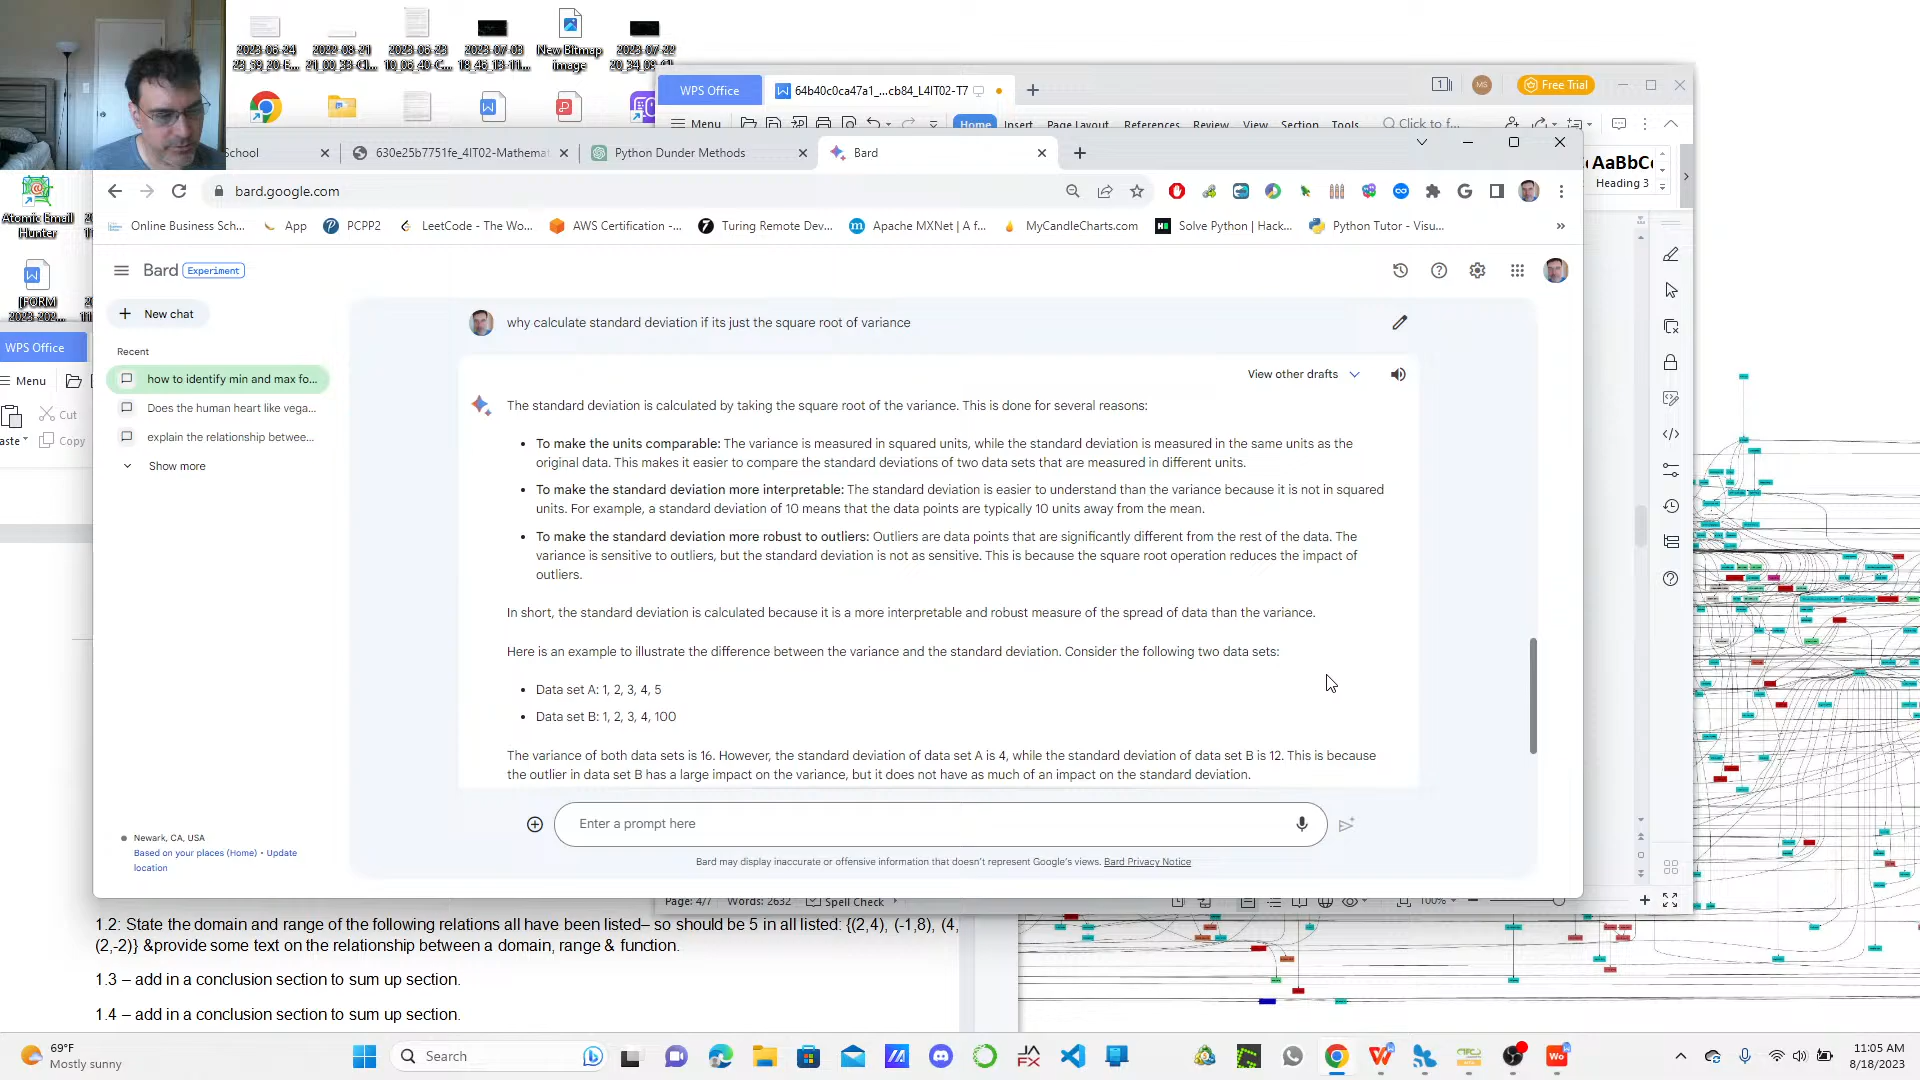 New Bitmap
image
WPS Office
64b40c0ca47a1_...cb84_L4IT02-T7
MS
Free Trial
Menu
Home
Insert
Page Layout
References
Review
View
Section
Tools
Click to f...
AaBbC
Heading 3
School
630e25b7751fe_4IT02-Mathemat
Python Dunder Methods
Bard
bard.google.com
Atomic Email
Hunter
Online Business Sch...
App
PCPP2
LeetCode - The Wo...
AWS Certification -...
Turing Remote Dev...
Apache MXNet | A f...
MyCandleCharts.com
Solve Python | Hack...
Python Tutor - Visu...
Bard
Experiment
New chat
Recent
how to identify min and max fo...
Does the human heart like vega...
explain the relationship betwee...
Show more
WPS Office
Menu
Cut
aste
Copy
why calculate standard deviation if its just the square root of variance
View other drafts
The standard deviation is calculated by taking the square root of the variance. This is done for several reasons:
• To make the units comparable: The variance is measured in squared units, while the standard deviation is measured in the same units as the
original data. This makes it easier to compare the standard deviations of two data sets that are measured in different units.
• To make the standard deviation more interpretable: The standard deviation is easier to understand than the variance because it is not in squared
units. For example, a standard deviation of 10 means that the data points are typically 10 units away from the mean.
• To make the standard deviation more robust to outliers: Outliers are data points that are significantly different from the rest of the data. The
variance is sensitive to outliers, but the standard deviation is not as sensitive. This is because the square root operation reduces the impact of
outliers.
In short, the standard deviation is calculated because it is a more interpretable and robust measure of the spread of data than the variance.
Here is an example to illustrate the difference between the variance and the standard deviation. Consider the following two data sets:
• Data set A: 1, 2, 3, 4, 5
• Data set B: 1, 2, 3, 4, 100
The variance of both data sets is 16. However, the standard deviation of data set A is 4, while the standard deviation of data set B is 12. This is because
the outlier in data set B has a large impact on the variance, but it does not have as much of an impact on the standard deviation.
Enter a prompt here
Bard may display inaccurate or offensive information that doesn't represent Google's views. Bard Privacy Notice
Newark, CA, USA
Based on your places (Home) • Update
location
Page: 4/7
Words: 2632
Spell Check
100%
1.2: State the domain and range of the following relations all have been listed– so should be 5 in all listed: {(2,4), (-1,8), (4,
(2,-2)} &provide some text on the relationship between a domain, range & function.
1.3 – add in a conclusion section to sum up section.
1.4 – add in a conclusion section to sum up section.
69°F
Mostly sunny
Search
11:05 AM
8/18/2023